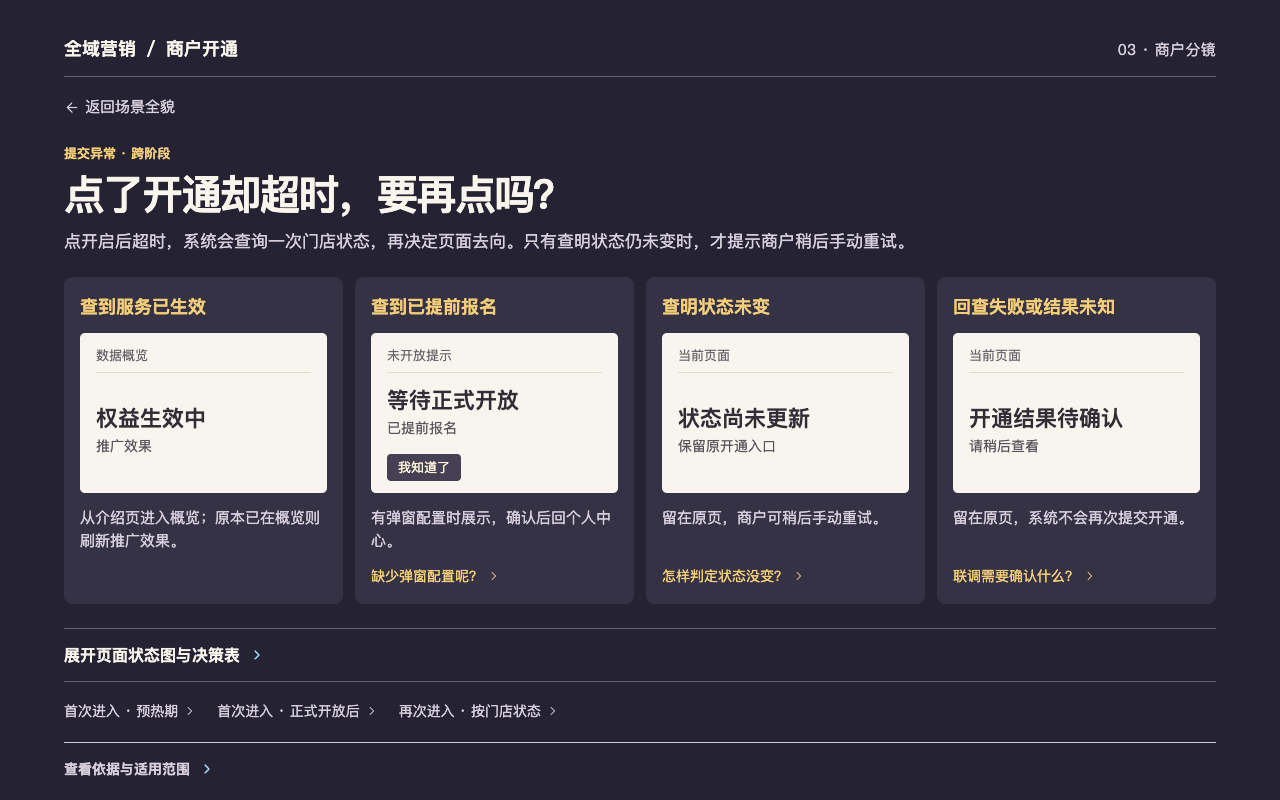 全域营销 / 商户开通
03 · 商户分镜
← 返回场景全貌
提交异常 · 跨阶段
点了开通却超时，要再点吗？
点开启后超时，系统会查询一次门店状态，再决定页面去向。只有查明状态仍未变时，才提示商户稍后手动重试。
查到服务已生效
数据概览
权益生效中
推广效果
从介绍页进入概览；原本已在概览则
刷新推广效果。
查到已提前报名
未开放提示
等待正式开放
已提前报名
我知道了
有弹窗配置时展示，确认后回个人中
心。
缺少弹窗配置呢？ >
查明状态未变
当前页面
状态尚未更新
保留原开通入口
留在原页，商户可稍后手动重试。
怎样判定状态没变？ >
回查失败或结果未知
当前页面
开通结果待确认
请稍后查看
留在原页，系统不会再次提交开通。
联调需要确认什么？ >
展开页面状态图与决策表 >
首次进入 · 预热期 > 首次进入 · 正式开放后 > 再次进入 · 按门店状态 >
查看依据与适用范围 >